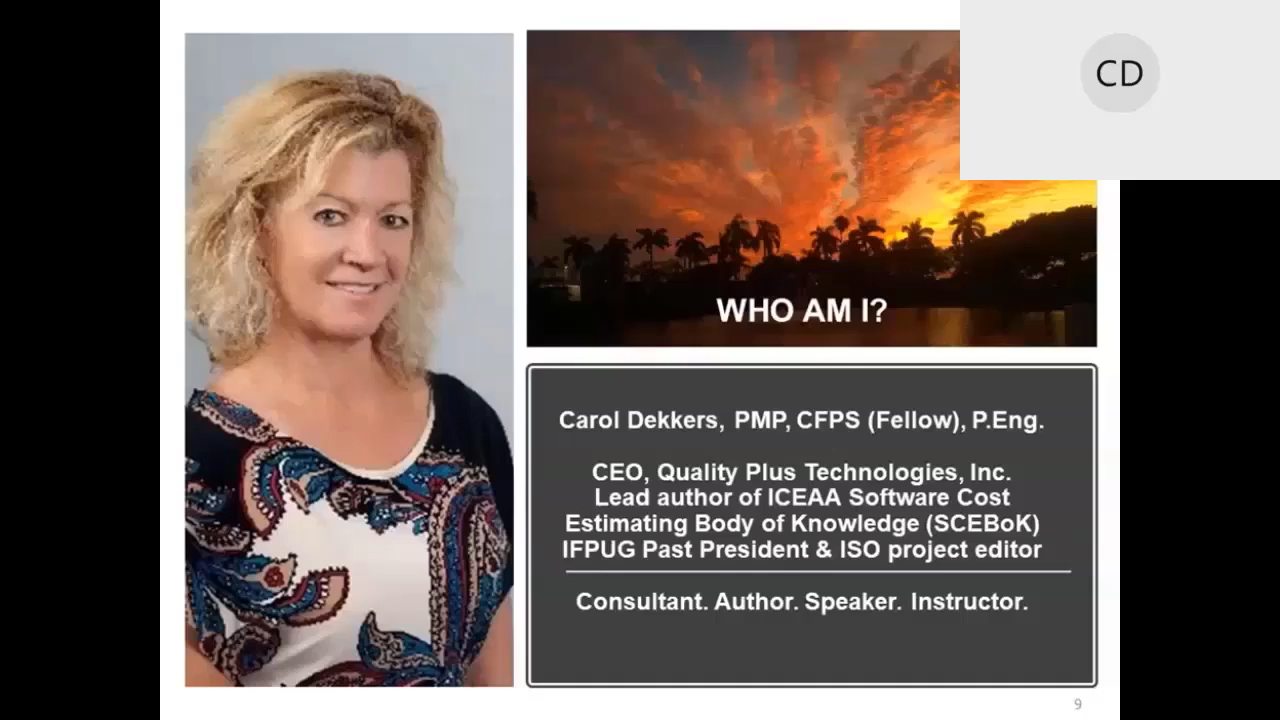 CD
WHO AM I?
Carol Dekkers, PMP, CFPS (Fellow), P.Eng.
CEO, Quality Plus Technologies, Inc.
Lead author of ICEAA Software Cost
Estimating Body of Knowledge (SCEBoK)
IFPUG Past President & ISO project editor
Consultant. Author. Speaker. Instructor.
9